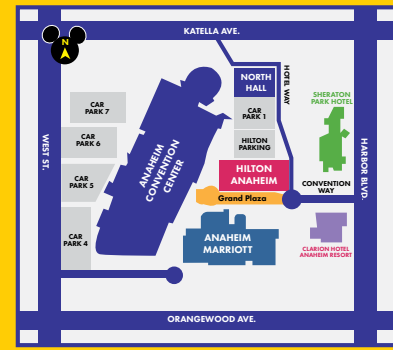 KATELLA AVE.
N
NORTH
HALL
HOTEL WAY
CAR
PARK 7
CAR
PARK 1
SHERATON
PARK HOTEL
CAR
PARK 6
HILTON
PARKING
WEST ST.
ANAHEIM
CONVENTION
CENTER
HARBOR BLVD.
CAR
PARK 5
HILTON
ANAHEIM
CONVENTION
WAY
Grand Plaza
CAR
PARK 4
ANAHEIM
MARRIOTT
CLARION HOTEL
ANAHEIM RESORT
ORANGEWOOD AVE.